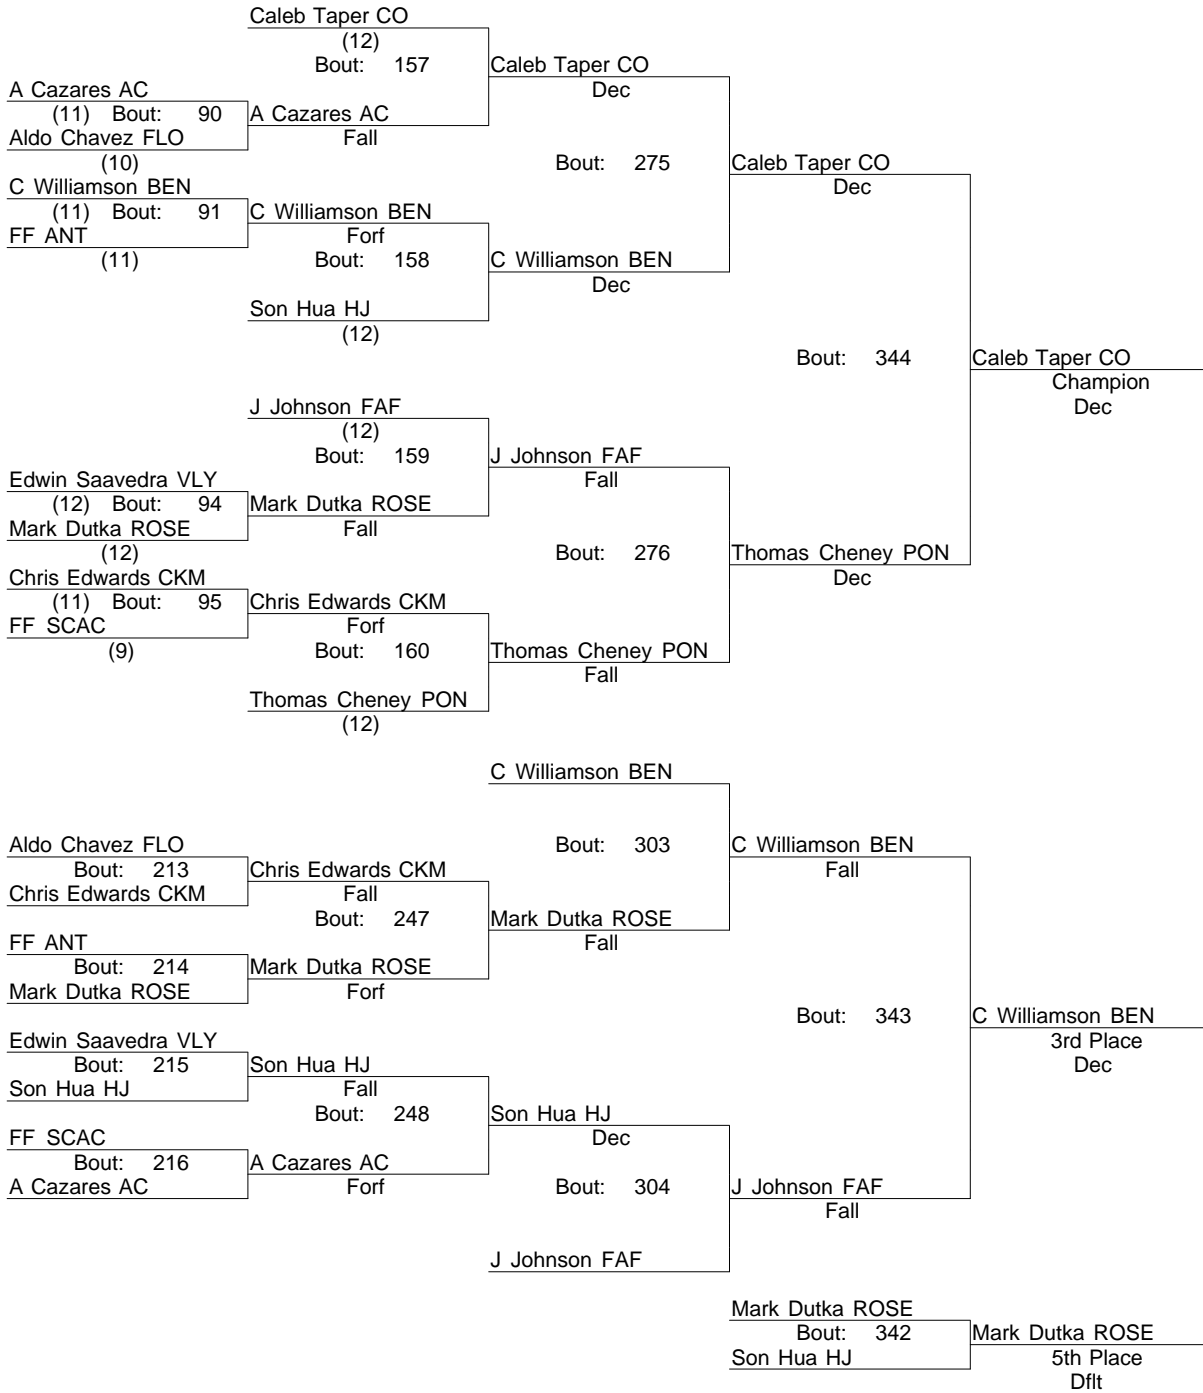 Caleb Taper CO
(12)
Bout: 157 Caleb Taper CO
A Cazares AC Dec
(11) Bout: 90 A Cazares AC
Aldo Chavez FLO Fall
(10) Bout: 275 Caleb Taper CO
C Williamson BEN Dec
(11) Bout: 91 C Williamson BEN
FF ANT Forf
(11) Bout: 158 C Williamson BEN
Dec
Son Hua HJ
(12)
Bout: 344 Caleb Taper CO
Champion
J Johnson FAF Dec
(12)
Bout: 159 J Johnson FAF
Edwin Saavedra VLY Fall
(12) Bout: 94 Mark Dutka ROSE
Mark Dutka ROSE Fall
(12) Bout: 276 Thomas Cheney PON
Chris Edwards CKM Dec
(11) Bout: 95 Chris Edwards CKM
FF SCAC Forf
(9) Bout: 160 Thomas Cheney PON
Fall
Thomas Cheney PON
(12)
C Williamson BEN
Aldo Chavez FLO Bout: 303 C Williamson BEN
Bout: 213 Chris Edwards CKM Fall
Chris Edwards CKM Fall
Bout: 247 Mark Dutka ROSE
FF ANT Fall
Bout: 214 Mark Dutka ROSE
Mark Dutka ROSE Forf
Bout: 343 C Williamson BEN
Edwin Saavedra VLY 3rd Place
Bout: 215 Son Hua HJ Dec
Son Hua HJ Fall
Bout: 248 Son Hua HJ
FF SCAC Dec
Bout: 216 A Cazares AC
A Cazares AC Forf Bout: 304 J Johnson FAF
Fall
J Johnson FAF
Mark Dutka ROSE
Bout: 342 Mark Dutka ROSE
Son Hua HJ 5th Place
Dflt